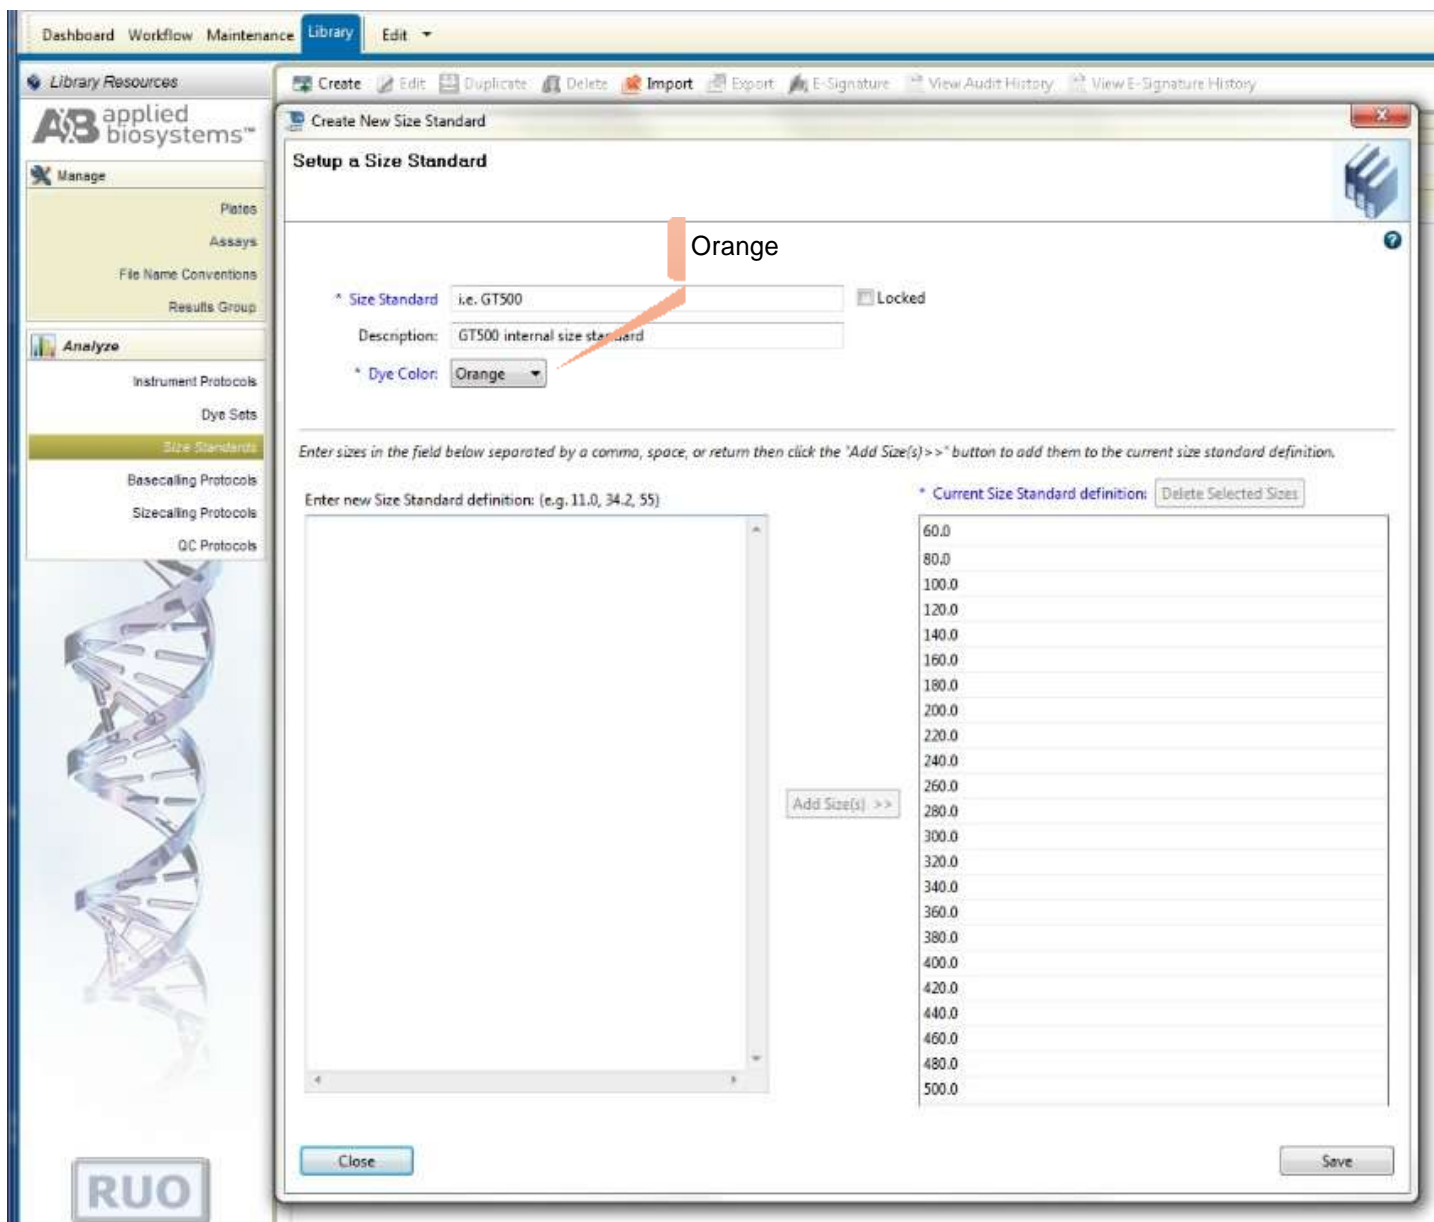 Dashboard Workflow Maintenance Library Edit
Library Resources
Create Edit Duplicate Delete Import Export E-Signature View Audit History View E-Signature History
AB applied biosystems™
Create New Size Standard
Setup a Size Standard
Manage
Plates
Assays
File Name Conventions
Results Group
Orange
* Size Standard i.e. GT500 Locked
Description: GT500 internal size standard
* Dye Color: Orange
Analyze
Instrument Protocols
Dye Sets
Size Standards
Basecalling Protocols
Sizecalling Protocols
QC Protocols
Enter sizes in the field below separated by a comma, space, or return then click the "Add Size(s)>>" button to add them to the current size standard definition.
Enter new Size Standard definition: (e.g. 11.0, 34.2, 55)
* Current Size Standard definition: Delete Selected Sizes
60.0
80.0
100.0
120.0
140.0
160.0
180.0
200.0
220.0
240.0
260.0
Add Size(s) >>
280.0
300.0
320.0
340.0
360.0
380.0
400.0
420.0
440.0
460.0
480.0
500.0
Close Save
RUO